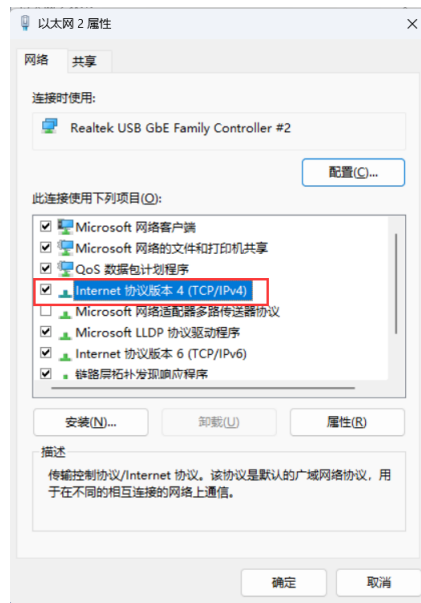 以太网 2 属性
网络
共享
连接时使用:
Realtek USB GbE Family Controller #2
配置(C)...
此连接使用下列项目(O):
Microsoft 网络客户端
Microsoft 网络的文件和打印机共享
QoS 数据包计划程序
Internet 协议版本 4 (TCP/IPv4)
Microsoft 网络适配器多路传送器协议
Microsoft LLDP 协议驱动程序
Internet 协议版本 6 (TCP/IPv6)
链路层拓扑发现响应程序
安装(N)...
卸载(U)
属性(R)
描述
传输控制协议/Internet 协议。该协议是默认的广域网络协议，用
于在不同的相互连接的网络上通信。
确定
取消